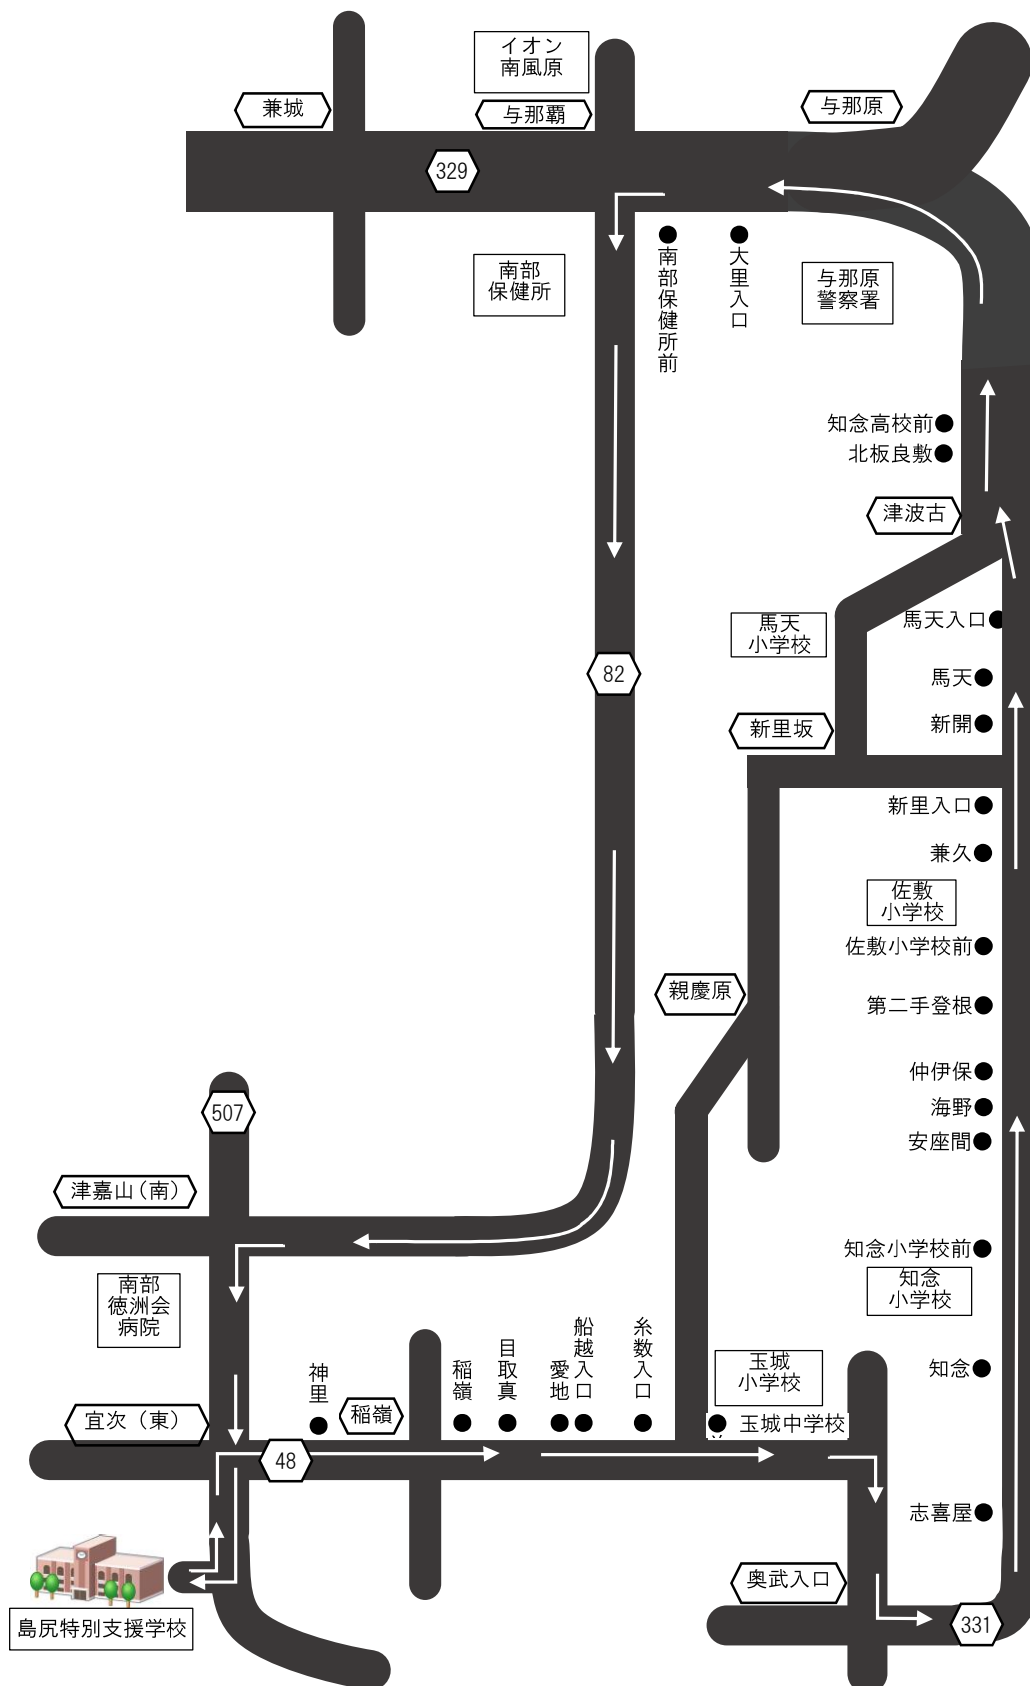 イオン
南風原
兼城
与那覇
与那原
329
南部
保健所
南部保健所前
大里入口
与那原
警察署
知念高校前
北板良敷
津波古
馬天
小学校
馬天入口
82
馬天
新開
新里坂
新里入口
兼久
佐敷
小学校
佐敷小学校前
親慶原
第二手登根
仲伊保
海野
安座間
507
津嘉山（南）
知念小学校前
知念
小学校
南部
徳洲会
病院
神里
稲嶺
目取真
愛地
船越入口
糸数入口
玉城
小学校
知念
宜次（東）
稲嶺
玉城中学校
48
志喜屋
奥武入口
島尻特別支援学校
331